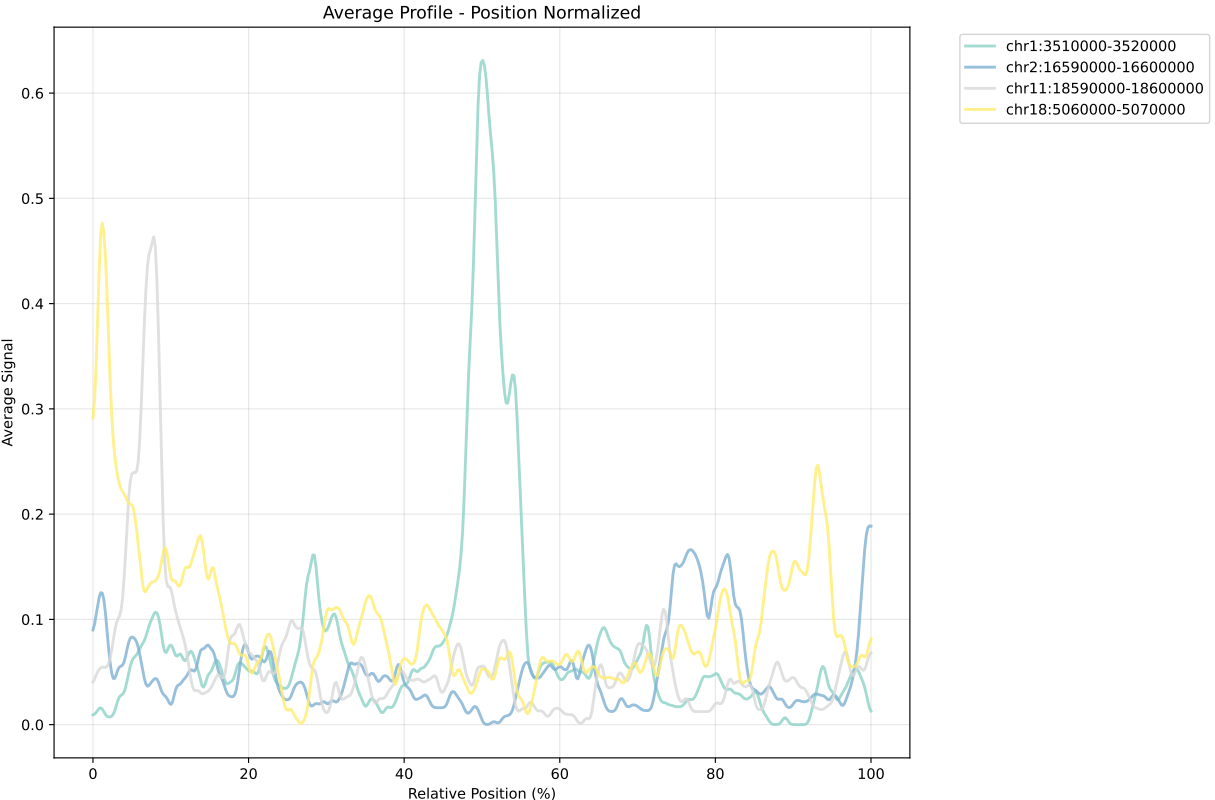 Average Profile - Position Normalized
chr1:3510000-3520000
chr2:16590000-16600000
chr11:18590000-18600000
chr18:5060000-5070000
Average Signal
0.6
0.5
0.4
0.3
0.2
0.1
0.0
0 20 40 60 80 100
Relative Position (%)